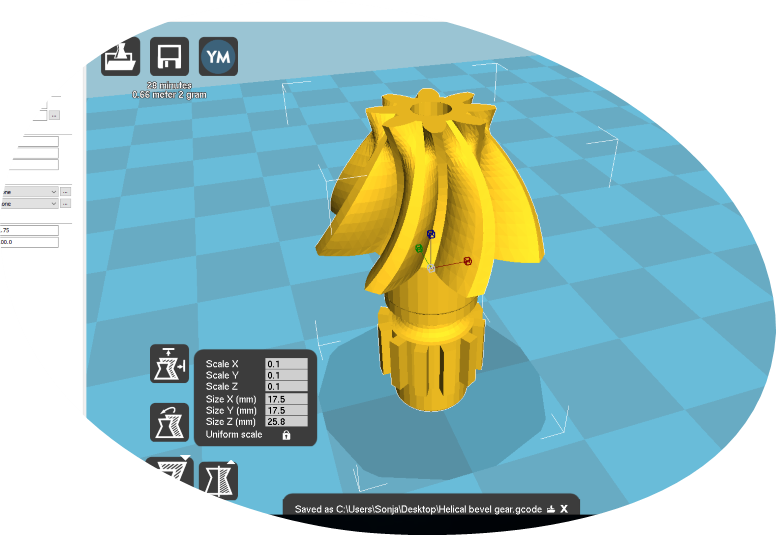 YM
28 minutes
0.66 meter 2 gram
...
...
...
.75
00.0
Scale X 0.1
Scale Y 0.1
Scale Z 0.1
Size X (mm) 17.5
Size Y (mm) 17.5
Size Z (mm) 25.8
Uniform scale
Saved as C:\Users\Sonja\Desktop\Helical bevel gear.gcode X